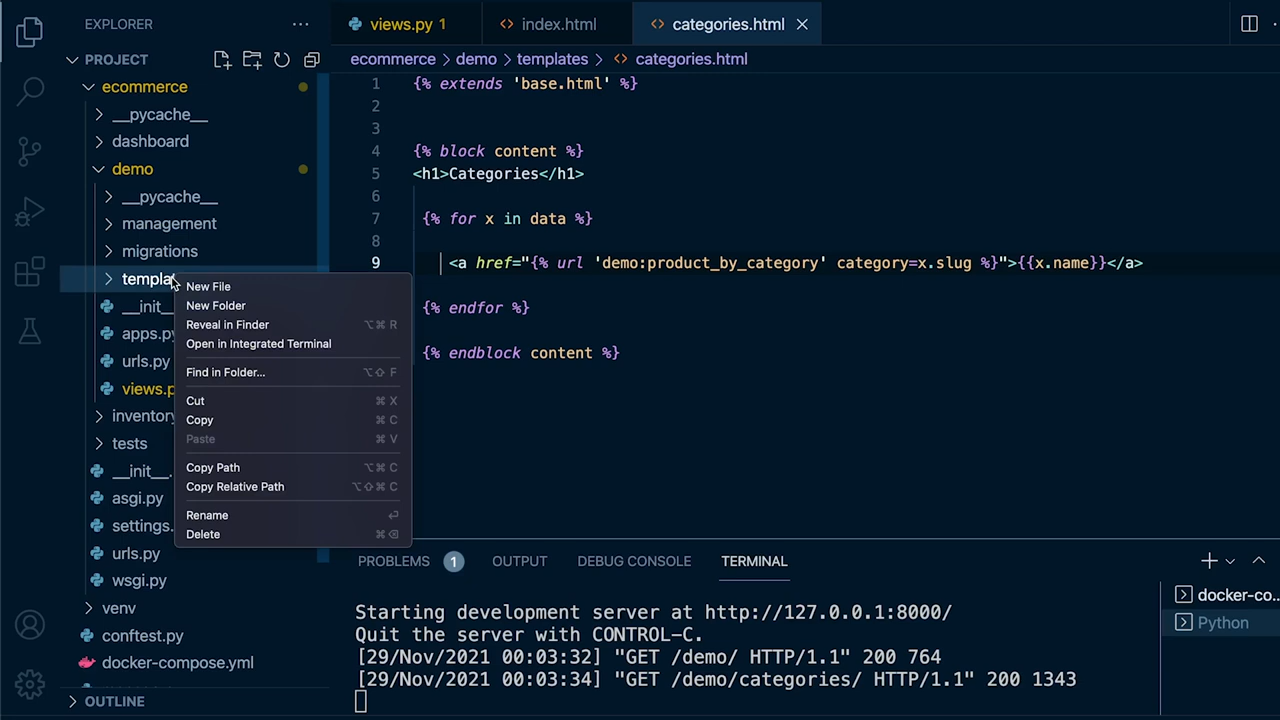 EXPLORER
PROJECT
ecommerce
__pycache__
dashboard
demo
__pycache__
management
migrations
apps.py
urls.py
inventory
tests
asgi.py
urls.py
wsgi.py
venv
conftest.py
docker-compose.yml
OUTLINE
New File
New Folder
Reveal in Finder ⌥⌘ R
Open in Integrated Terminal
Find in Folder... ⌥⇧ F
Cut ⌘ X
Copy ⌘ C
Paste ⌘ V
Copy Path ⌥⌘ C
Copy Relative Path ⌥⇧⌘ C
Rename ⏎
Delete ⌘⌫
views.py 1
index.html
categories.html
ecommerce > demo > templates > categories.html
1 {% extends 'base.html' %}
2
3
4 {% block content %}
5 <h1>Categories</h1>
6
7 {% for x in data %}
8
9 <a href="{% url 'demo:product_by_category' category=x.slug %}">{{x.name}}</a>
{% endfor %}
{% endblock content %}
PROBLEMS 1 OUTPUT DEBUG CONSOLE TERMINAL
Starting development server at http://127.0.0.1:8000/
Quit the server with CONTROL-C.
[29/Nov/2021 00:03:32] "GET /demo/ HTTP/1.1" 200 764
[29/Nov/2021 00:03:34] "GET /demo/categories/ HTTP/1.1" 200 1343
docker-co...
Python